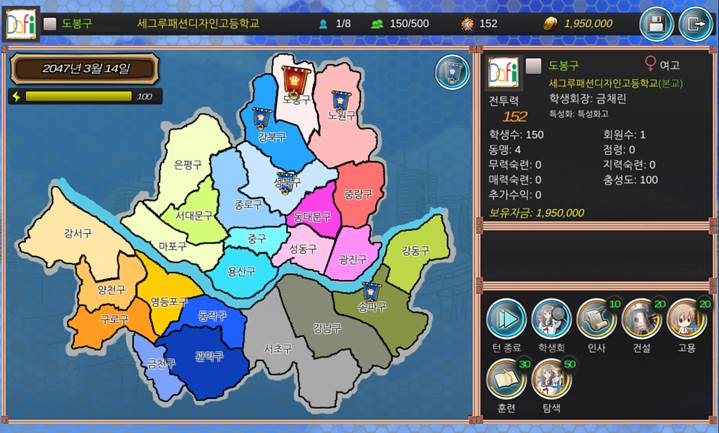 Dofi 도봉구 세그루패션디자인고등학교 1/8 150/500 152 1,950,000
2047년 3월 14일
100
도봉구
노원구
강북구
은평구
성북구
종로구
중랑구
서대문구
동대문구
강서구
마포구
중구
성동구
광진구
강동구
용산구
양천구
영등포구
송파구
구로구
동작구
강남구
서초구
관악구
금천구
Dofi 도봉구 여고
세그루패션디자인고등학교(본교)
전투력 학생회장: 금채린
152 특성화: 특성화고
학생수: 150 회원수: 1
동맹: 4 점령: 0
무력숙련: 0 지력숙련: 0
매력숙련: 0 충성도: 100
추가수익: 0
보유자금: 1,950,000
10 20 20
턴 종료 학생회 인사 건설 고용
30 50
훈련 탐색